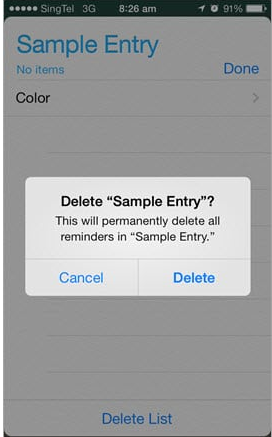 SingTel 3G 8:26 am 91%
Sample Entry
No items Done
Color
Delete “Sample Entry”?
This will permanently delete all
reminders in “Sample Entry.”
Cancel Delete
Delete List